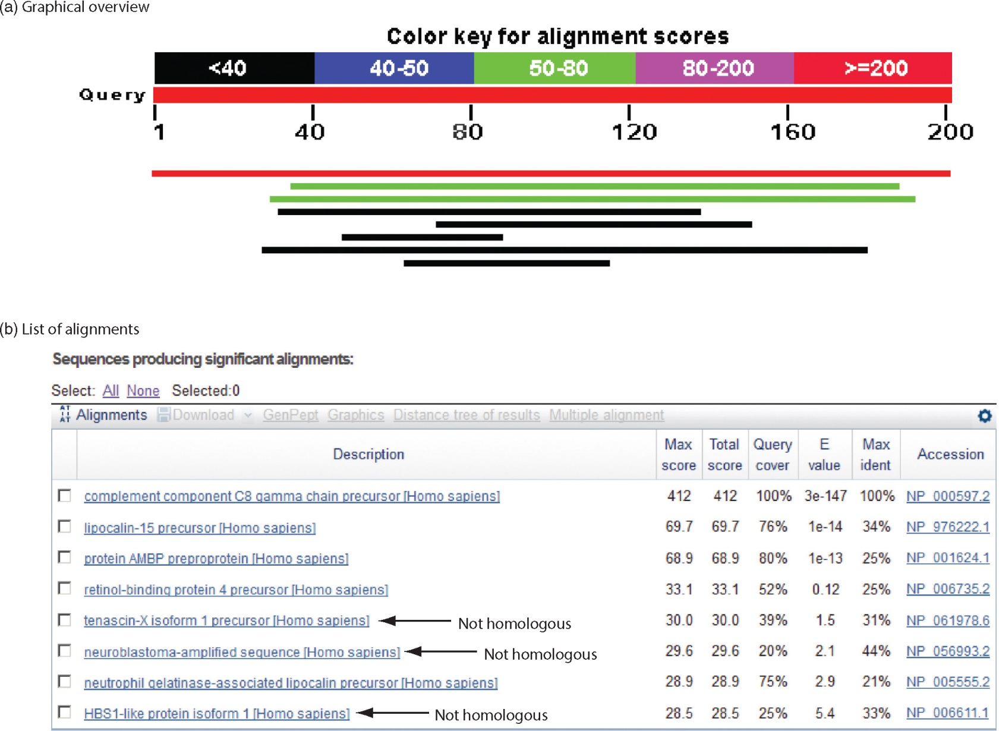 (a) Graphical overview
Color key for alignment scores
<40 40-50 50-80 80-200 >=200
Query
1 40 80 120 160 200
(b) List of alignments
Sequences producing significant alignments:
Select: All None Selected:0
AT AT Alignments Download GenPept Graphics Distance tree of results Multiple alignment
Description Max score Total score Query cover E value Max ident Accession
complement component C8 gamma chain precursor [Homo sapiens] 412 412 100% 3e-147 100% NP_000597.2
lipocalin-15 precursor [Homo sapiens] 69.7 69.7 76% 1e-14 34% NP_976222.1
protein AMBP preproprotein [Homo sapiens] 68.9 68.9 80% 1e-13 25% NP_001624.1
retinol-binding protein 4 precursor [Homo sapiens] 33.1 33.1 52% 0.12 25% NP_006735.2
tenascin-X isoform 1 precursor [Homo sapiens] Not homologous 30.0 30.0 39% 1.5 31% NP_061978.6
neuroblastoma-amplified sequence [Homo sapiens] Not homologous 29.6 29.6 20% 2.1 44% NP_056993.2
neutrophil gelatinase-associated lipocalin precursor [Homo sapiens] 28.9 28.9 75% 2.9 21% NP_005555.2
HBS1-like protein isoform 1 [Homo sapiens] Not homologous 28.5 28.5 25% 5.4 33% NP_006611.1